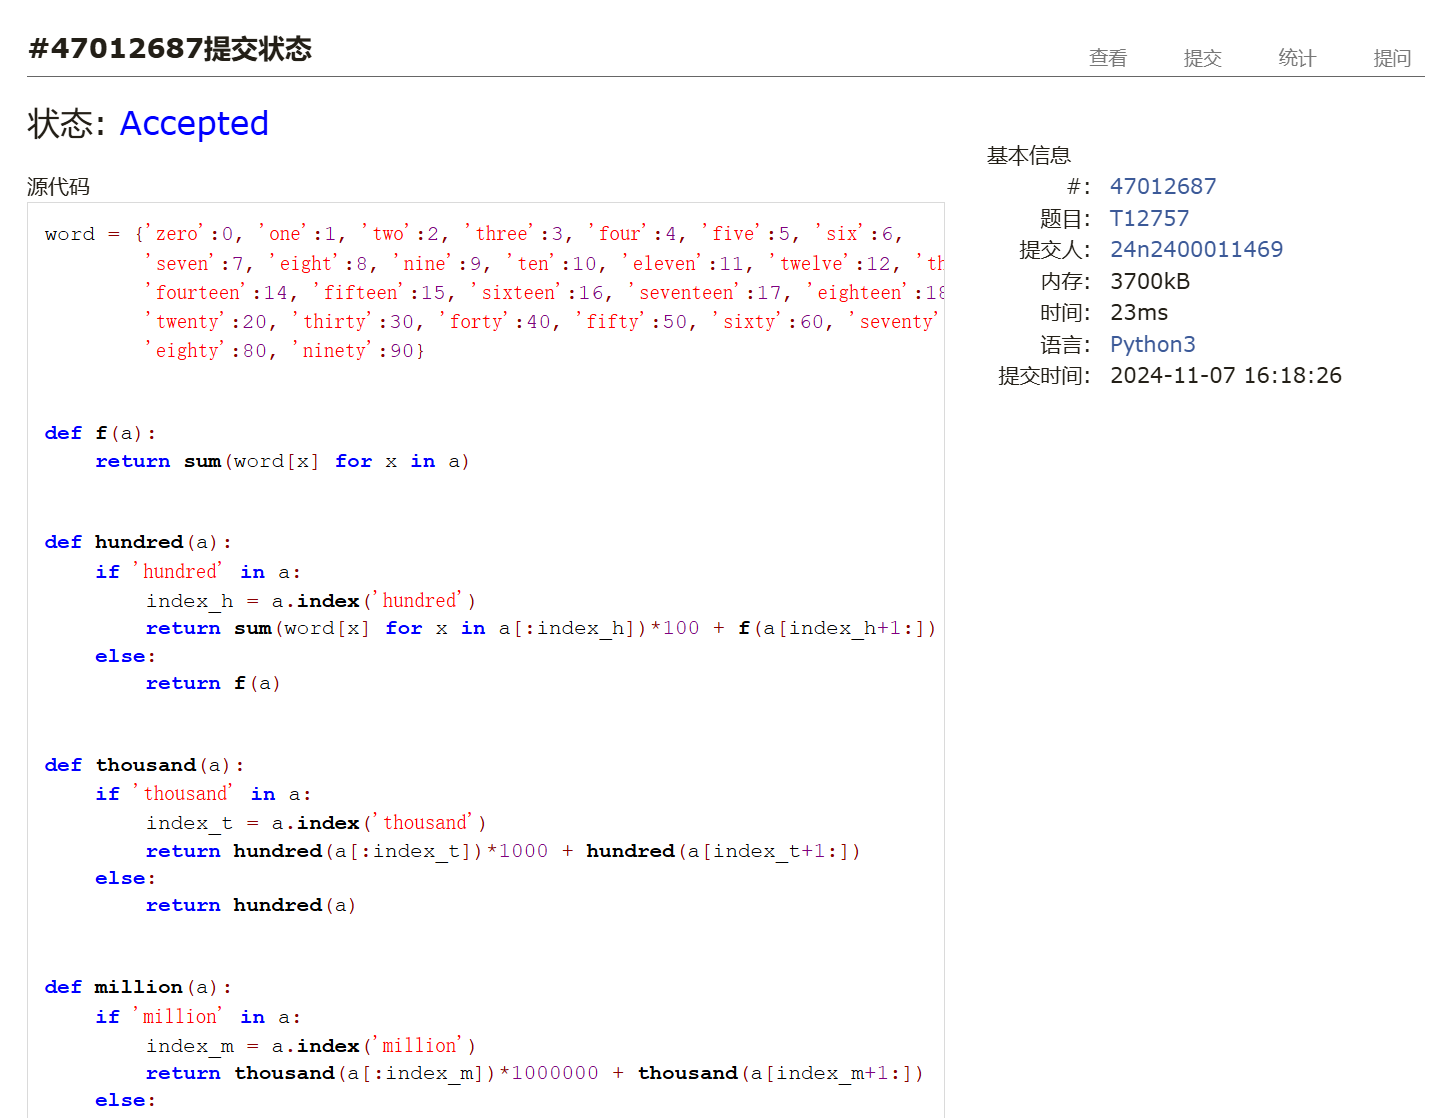 #47012687提交状态
查看 提交 统计 提问
状态: Accepted
源代码
word = {'zero':0, 'one':1, 'two':2, 'three':3, 'four':4, 'five':5, 'six':6,
'seven':7, 'eight':8, 'nine':9, 'ten':10, 'eleven':11, 'twelve':12, 'th
'fourteen':14, 'fifteen':15, 'sixteen':16, 'seventeen':17, 'eighteen':18
'twenty':20, 'thirty':30, 'forty':40, 'fifty':50, 'sixty':60, 'seventy'
'eighty':80, 'ninety':90}
def f(a):
return sum(word[x] for x in a)
def hundred(a):
if 'hundred' in a:
index_h = a.index('hundred')
return sum(word[x] for x in a[:index_h])*100 + f(a[index_h+1:])
else:
return f(a)
def thousand(a):
if 'thousand' in a:
index_t = a.index('thousand')
return hundred(a[:index_t])*1000 + hundred(a[index_t+1:])
else:
return hundred(a)
def million(a):
if 'million' in a:
index_m = a.index('million')
return thousand(a[:index_m])*1000000 + thousand(a[index_m+1:])
else:
基本信息
#: 47012687
题目: T12757
提交人: 24n2400011469
内存: 3700kB
时间: 23ms
语言: Python3
提交时间: 2024-11-07 16:18:26